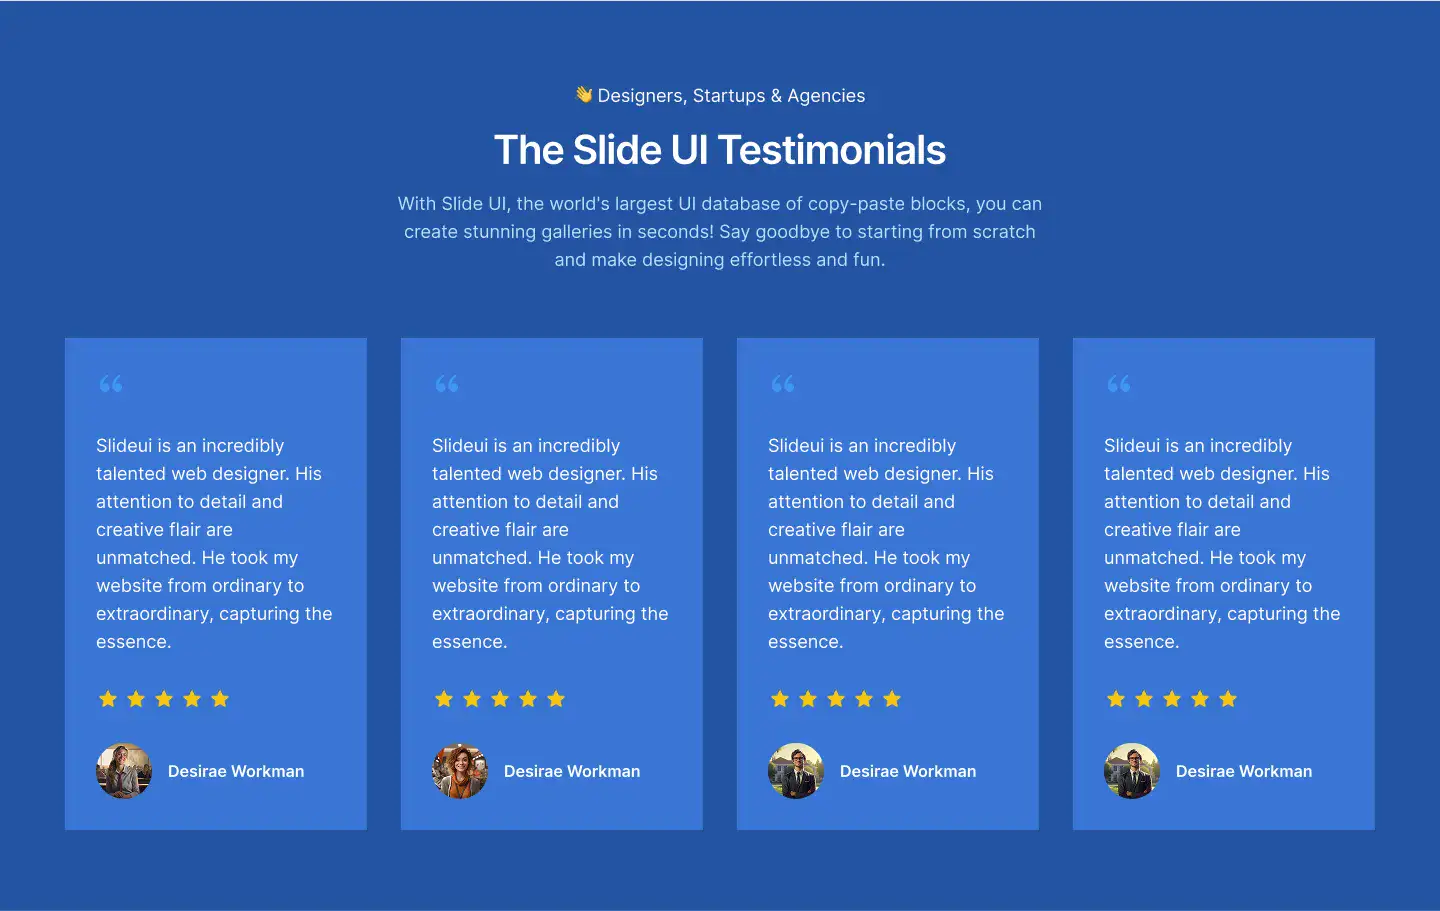 👋 Designers, Startups & Agencies
The Slide UI Testimonials
With Slide UI, the world's largest UI database of copy-paste blocks, you can
create stunning galleries in seconds! Say goodbye to starting from scratch
and make designing effortless and fun.
“
Slideui is an incredibly
talented web designer. His
attention to detail and
creative flair are
unmatched. He took my
website from ordinary to
extraordinary, capturing the
essence.
Desirae Workman
“
Slideui is an incredibly
talented web designer. His
attention to detail and
creative flair are
unmatched. He took my
website from ordinary to
extraordinary, capturing the
essence.
Desirae Workman
“
Slideui is an incredibly
talented web designer. His
attention to detail and
creative flair are
unmatched. He took my
website from ordinary to
extraordinary, capturing the
essence.
Desirae Workman
“
Slideui is an incredibly
talented web designer. His
attention to detail and
creative flair are
unmatched. He took my
website from ordinary to
extraordinary, capturing the
essence.
Desirae Workman